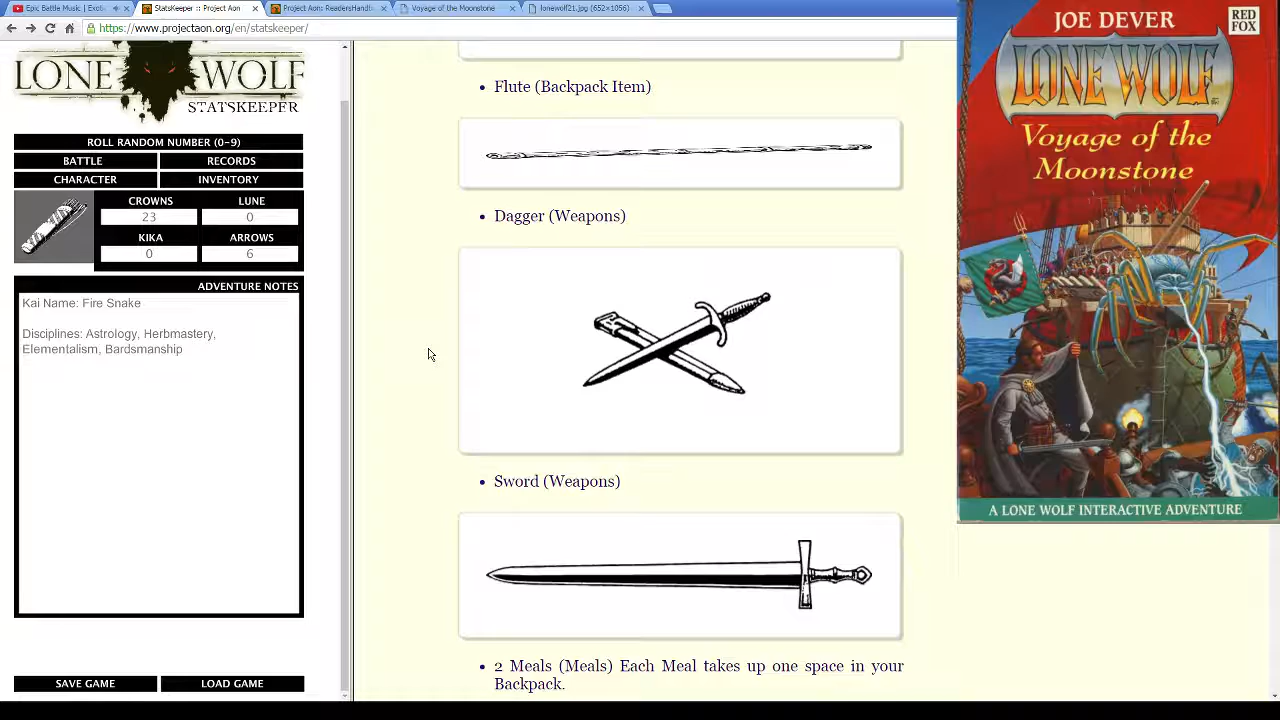 Epic Battle Music | Exoti
StatsKeeper :: Project Aon
Project Aon: ReadersHandb
Voyage of the Moonstone
lonewolf21.jpg (652×1056)
https://www.projectaon.org/en/statskeeper/
LONE WOLF
STATSKEEPER
ROLL RANDOM NUMBER (0-9)
BATTLE
RECORDS
CHARACTER
INVENTORY
CROWNS
LUNE
23
0
KIKA
ARROWS
0
6
ADVENTURE NOTES
Kai Name: Fire Snake
Disciplines: Astrology, Herbmastery,
Elementalism, Bardsmanship
SAVE GAME
LOAD GAME
• Flute (Backpack Item)
• Dagger (Weapons)
• Sword (Weapons)
• 2 Meals (Meals) Each Meal takes up one space in your
Backpack.
JOE DEVER
RED
FOX
LONE WOLF
Voyage of the
Moonstone
A LONE WOLF INTERACTIVE ADVENTURE